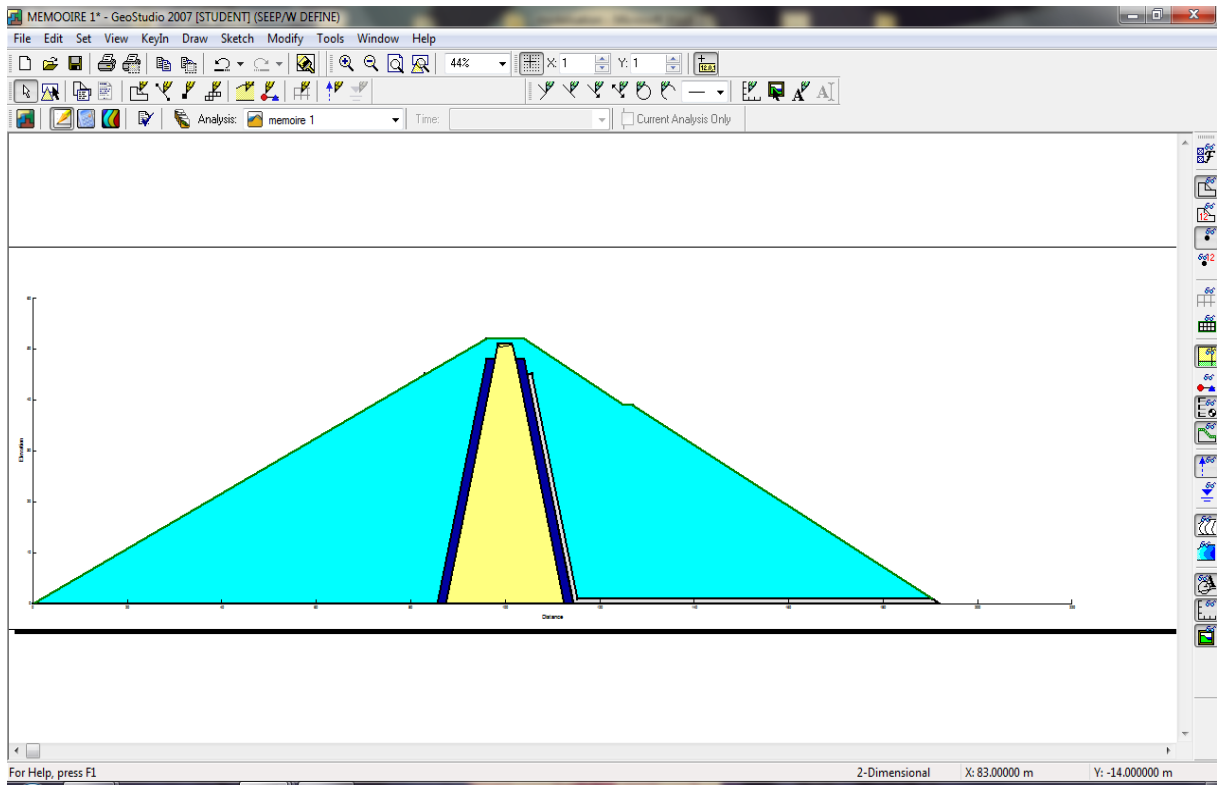 MEMOOIRE 1* - GeoStudio 2007 [STUDENT] (SEEP/W DEFINE)
File Edit Set View KeyIn Draw Sketch Modify Tools Window Help
44% X: 1 Y: 1
Analysis: memoire 1 Time: Current Analysis Only
Elevation
Distance
For Help, press F1 2-Dimensional X: 83.00000 m Y: -14.000000 m